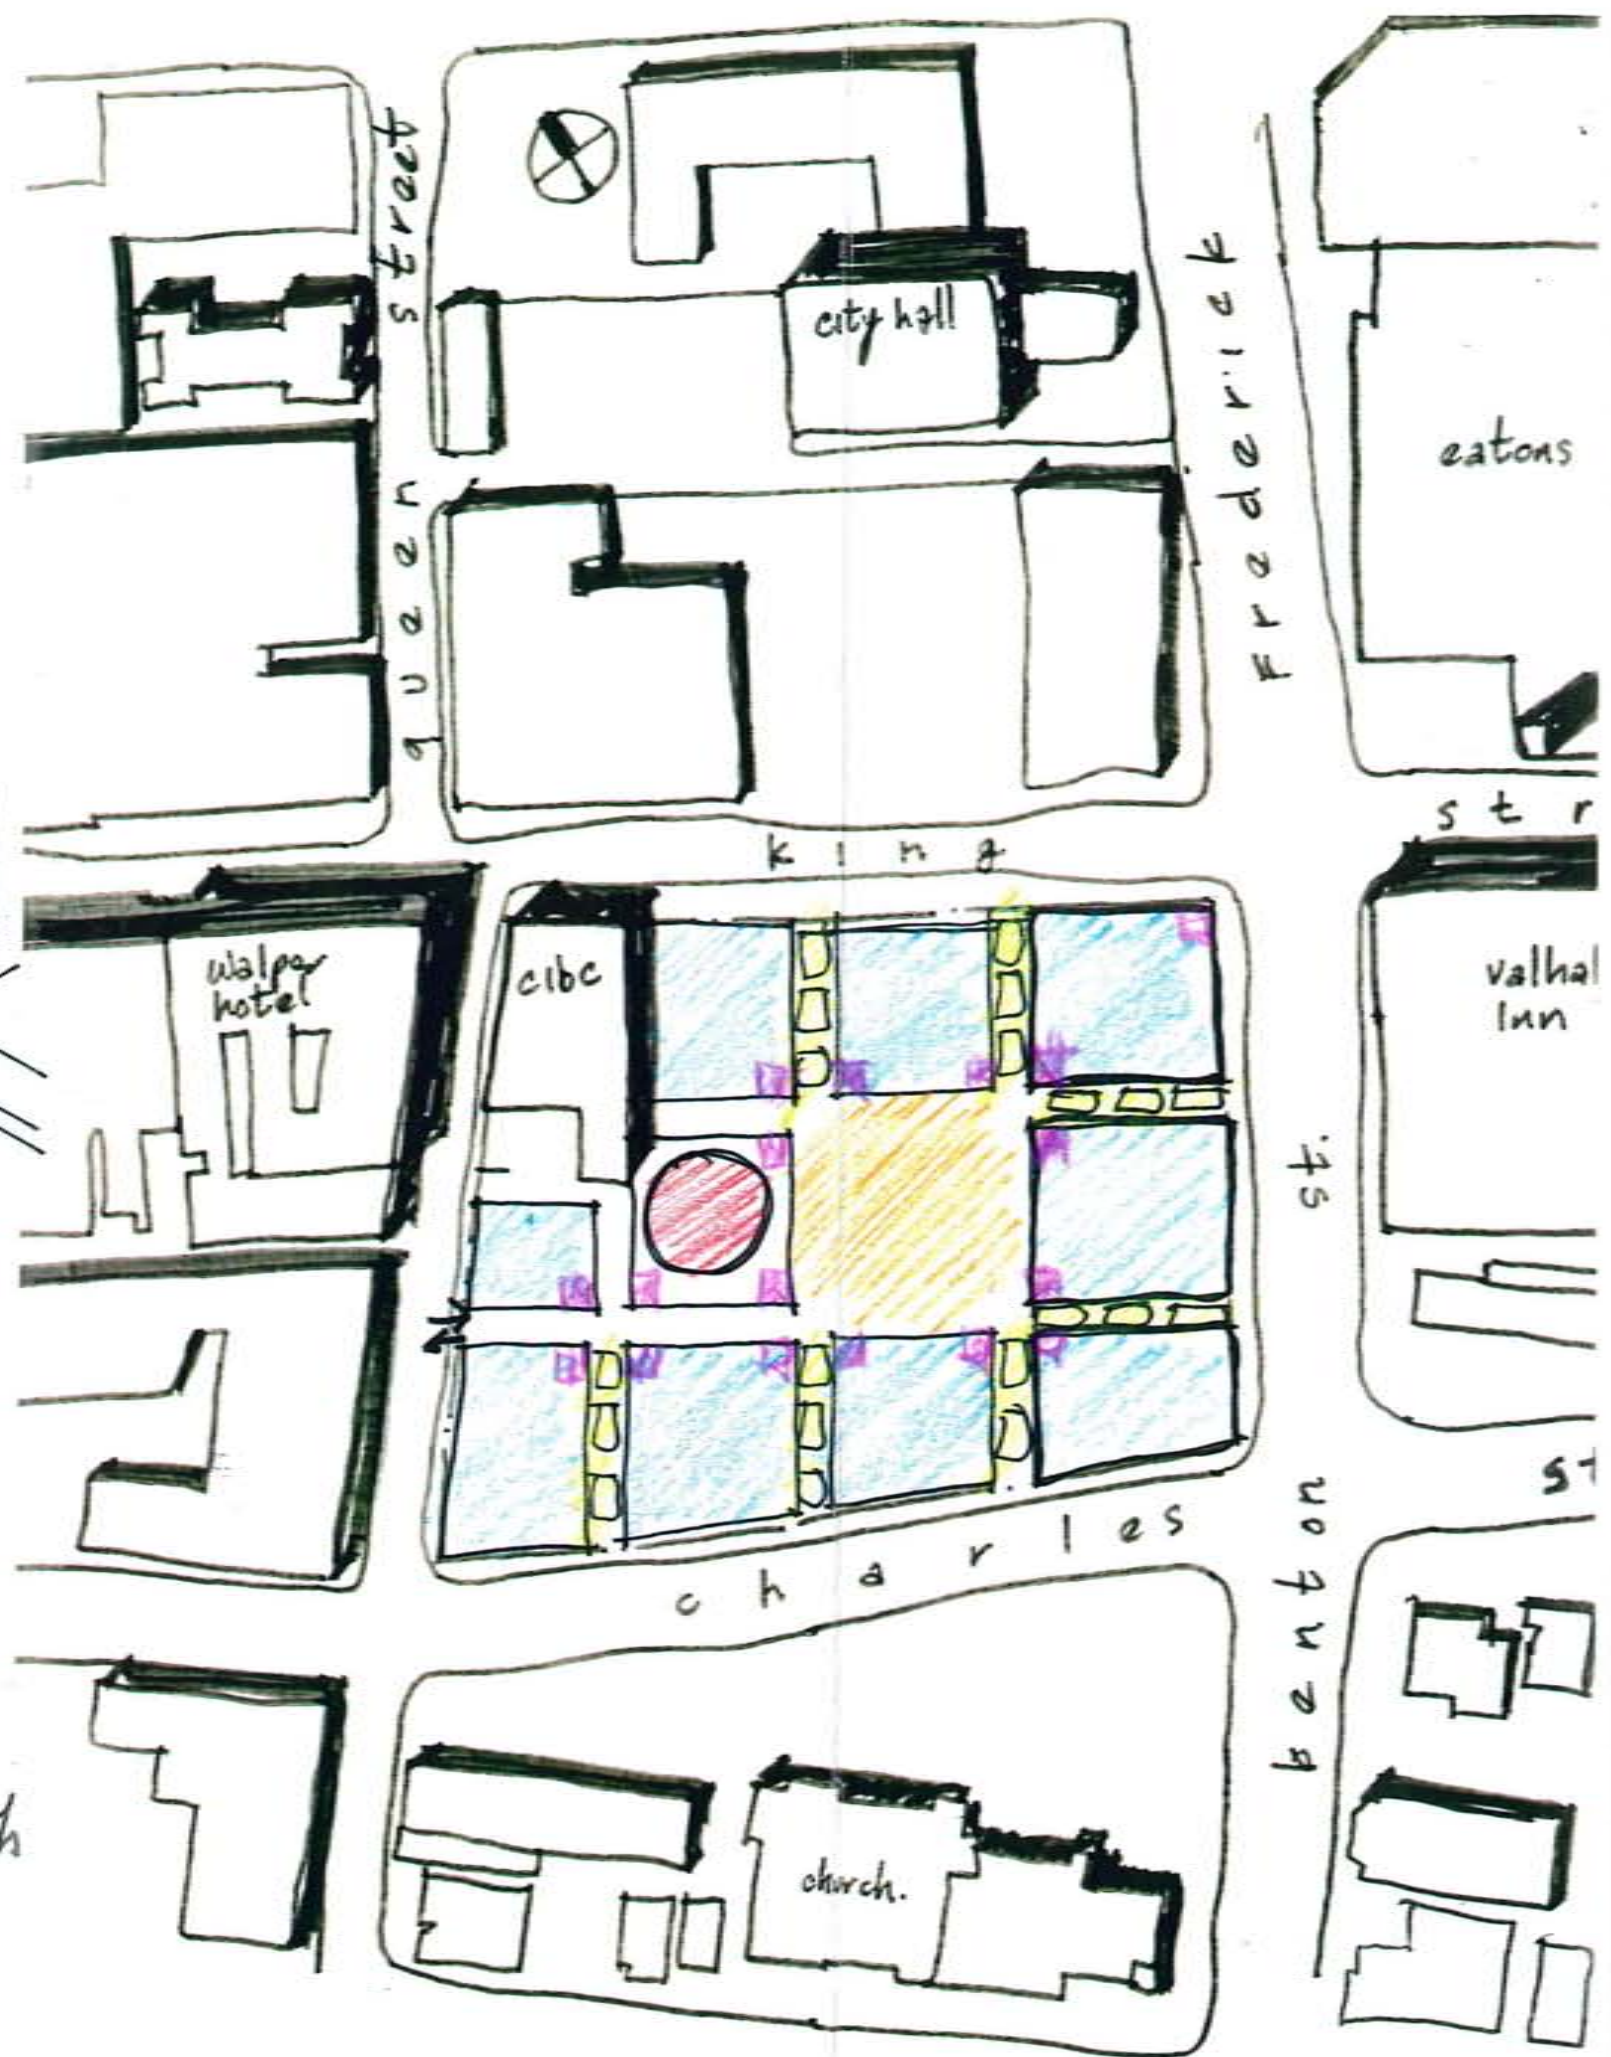 queen street
city hall
Frederick
eatons
king
str
walper
hotel
cibc
valhal
Inn
st.
st
charles
benton
church.
h